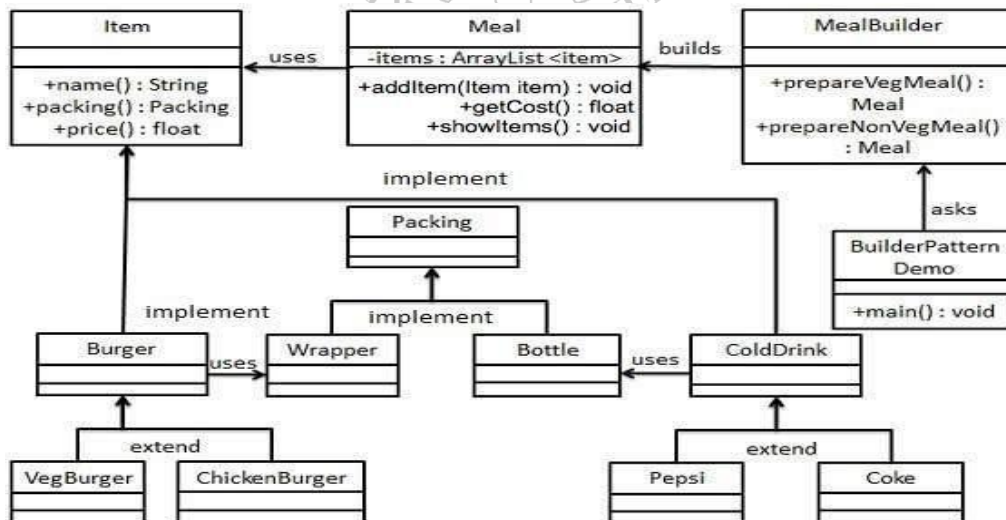 Item
+name() : String
+packing() : Packing
+price() : float
uses
Meal
-items : ArrayList <item>
+addItem(Item item) : void
+getCost() : float
+showItems() : void
builds
MealBuilder
+prepareVegMeal() :
Meal
+prepareNonVegMeal()
: Meal
implement
asks
Packing
BuilderPattern
Demo
+main() : void
implement
implement
Burger
uses
Wrapper
Bottle
uses
ColdDrink
extend
extend
VegBurger
ChickenBurger
Pepsi
Coke